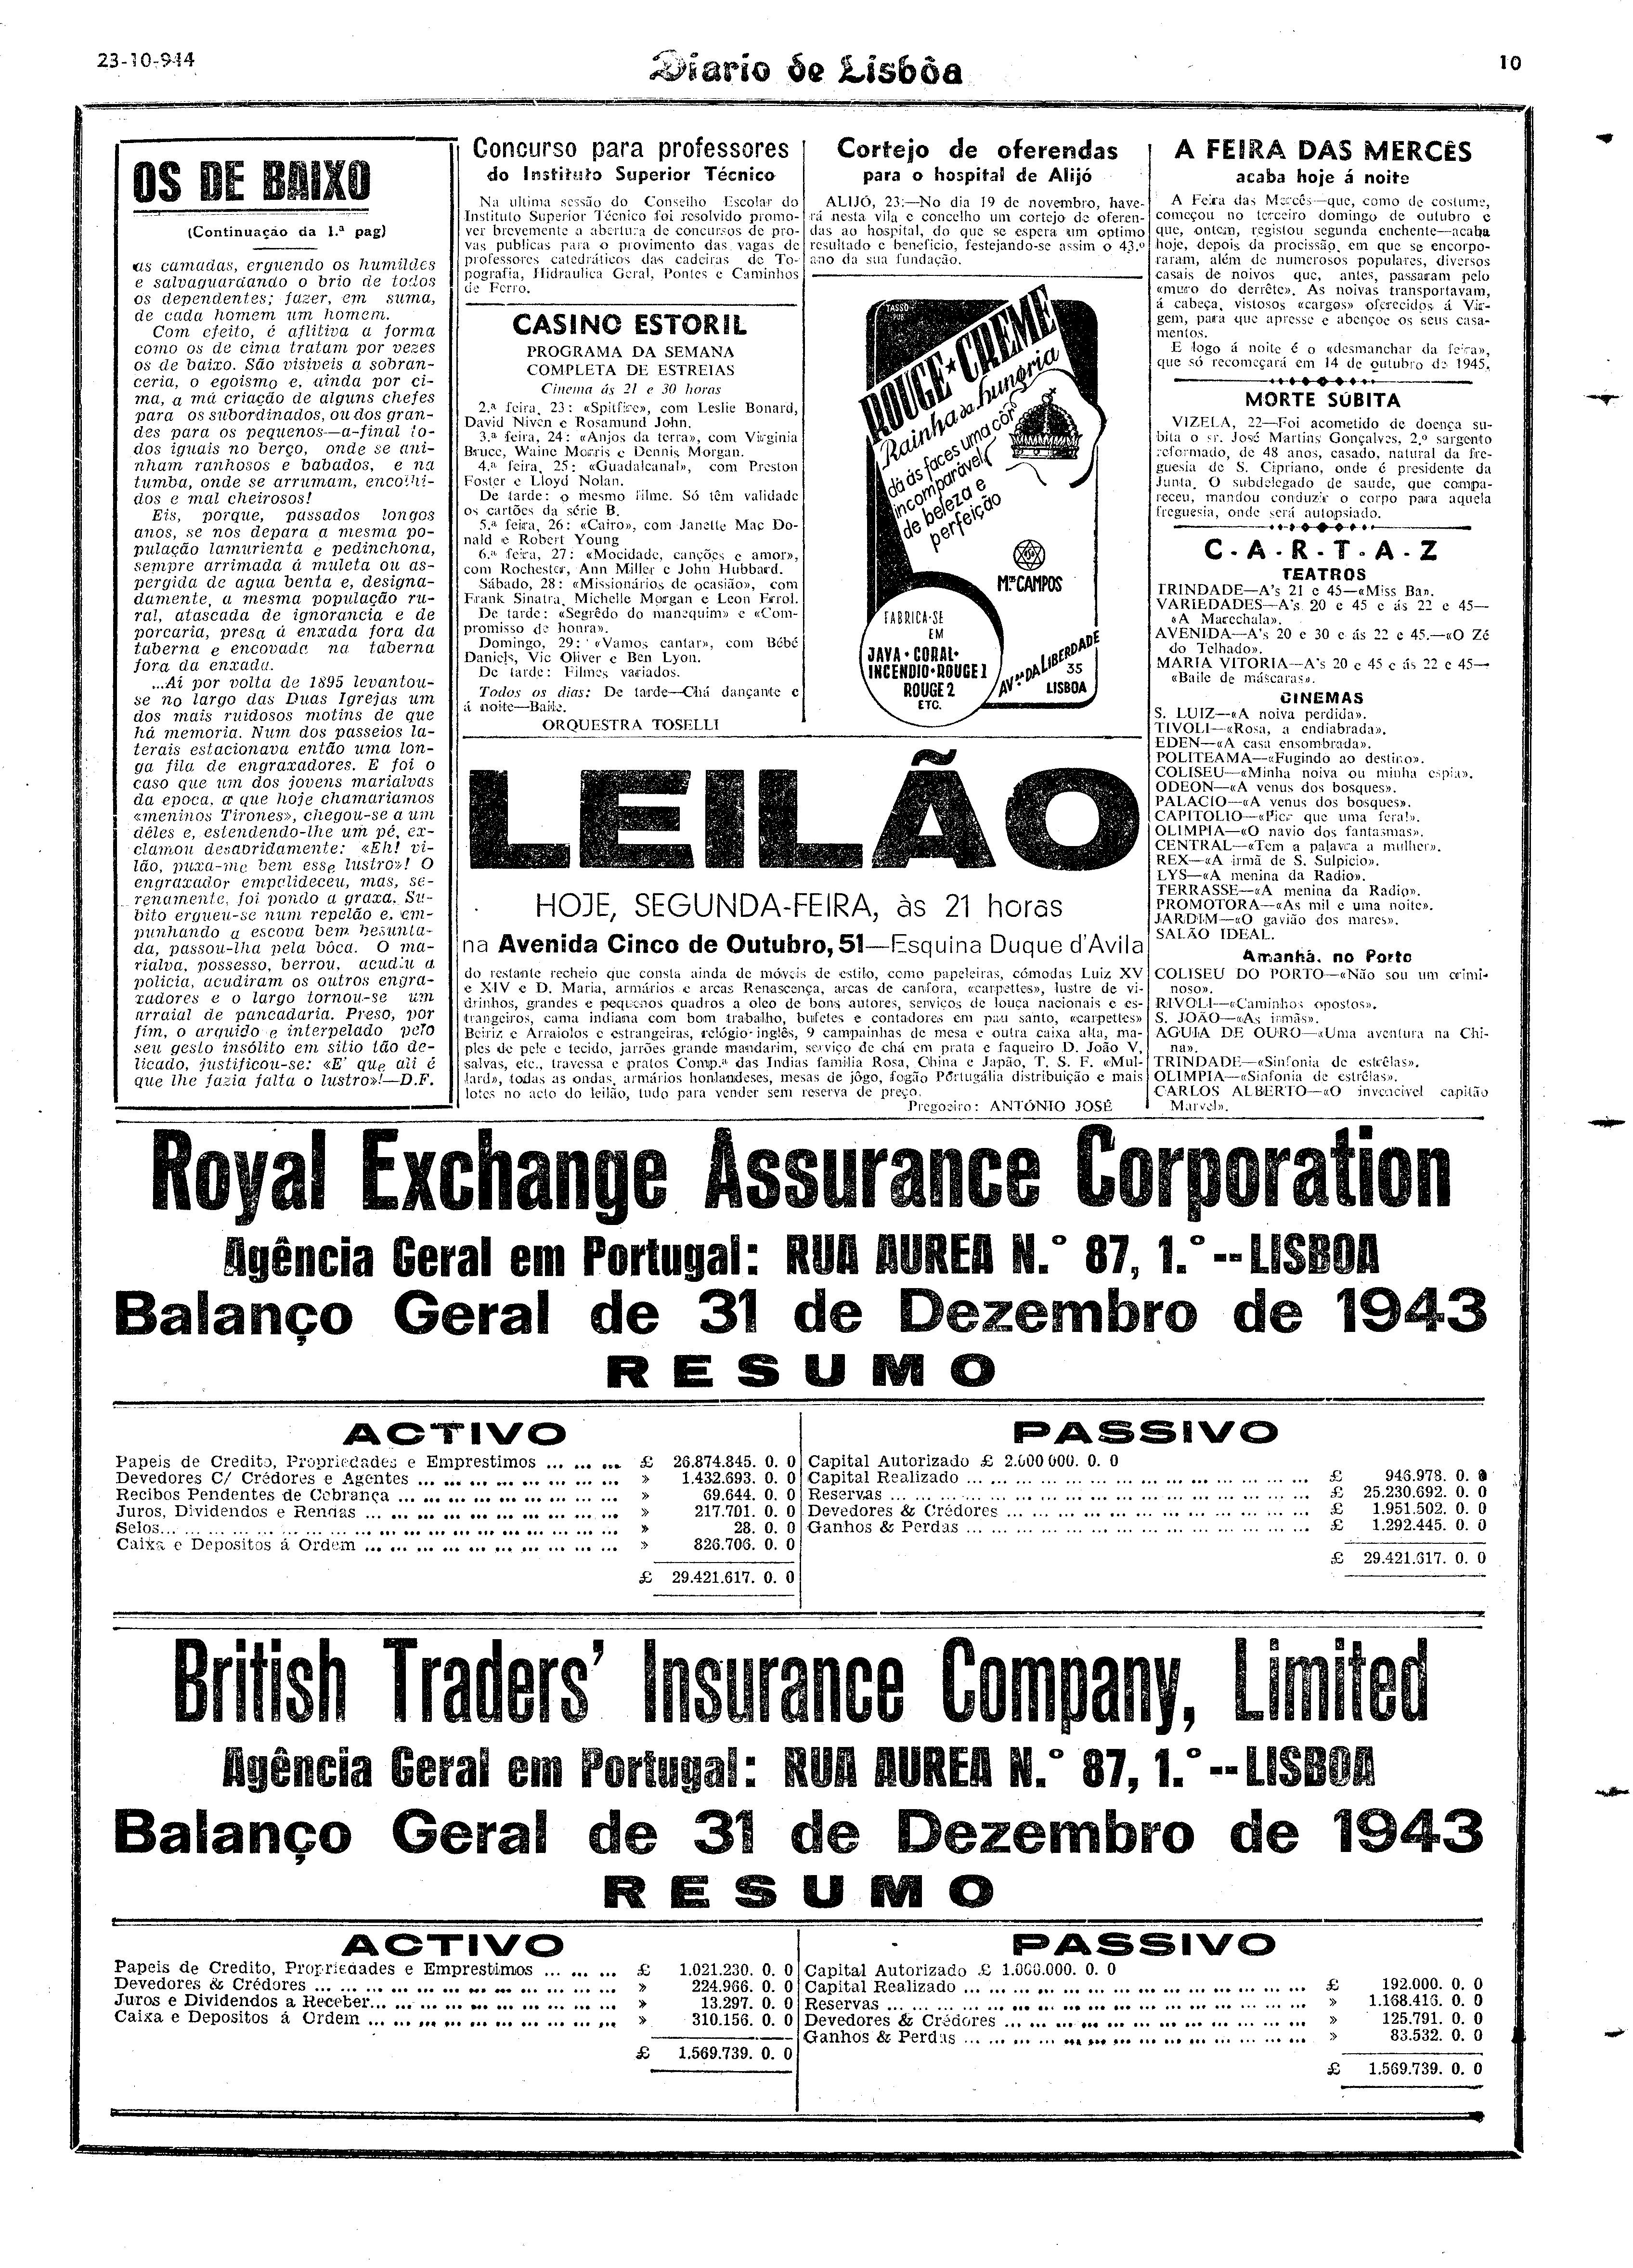 23-10-944
Diario de Lisbôa
10
OS DE BAIXO
(Continuação da 1.ª pag)
as camadas, erguendo os humildes
e salvaguardando o brio de todos
os dependentes; fazer, em suma,
de cada homem um homem.
Com efeito, é aflitiva a forma
como os de cima tratam por vezes
os de baixo. São visiveis a sobran-
ceria, o egoismo e, ainda por ci-
ma, a má criação de alguns chefes
para os subordinados, ou dos gran-
des para os pequenos—a-final to-
dos iguais no berço, onde se ani-
nham ranhosos e babados, e na
tumba, onde se arrumam, encolhi-
dos e mal cheirosos!
Eis, porque, passados longos
anos, se nos depara a mesma po-
pulação lamurienta e pedinchona,
sempre arrimada á muleta ou as-
pergida de agua benta e, designa-
damente, a mesma população ru-
ral, atascada de ignorancia e de
porcaria, presa á enxada fora da
taberna e encovada na taberna
fora da enxada.
...Ai por volta de 1895 levantou-
se no largo das Duas Igrejas um
dos mais ruidosos motins de que
há memoria. Num dos passeios la-
terais estacionava então uma lon-
ga fila de engraxadores. E foi o
caso que um dos jovens marialvas
da epoca, a que hoje chamariamos
«meninos Tirones», chegou-se a um
dêles e, estendendo-lhe um pé, ex-
clamou desabridamente: «Eh! vi-
lão, puxa-me bem esse lustro»! O
engraxador empalideceu, mas, se-
renamente, foi pondo a graxa. Su-
bito ergueu-se num repelão e, em-
punhando a escova bem besunta-
da, passou-lha pela bôca. O ma-
rialva, possesso, berrou, acudiu a
policia, acudiram os outros engra-
xadores e o largo tornou-se um
arraial de pancadaria. Preso, por
fim, o arguido e interpelado pelo
seu gesto insólito em sitio tão de-
licado, justificou-se: «E' que ali é
que lhe fazia falta o lustro»!—D.F.
Concurso para professores
do Instituto Superior Técnico
Na ultima sessão do Conselho Escolar do
Instituto Superior Técnico foi resolvido promo-
ver brevemente a abertura de concursos de pro-
vas publicas para o provimento das vagas de
professores catedráticos das cadeiras de To-
pografia, Hidraulica Geral, Pontes e Caminhos
de Ferro.
CASINO ESTORIL
PROGRAMA DA SEMANA
COMPLETA DE ESTREIAS
Cinema ás 21 e 30 horas
2.ª feira, 23: «Spitfire», com Leslie Bonard,
David Niven e Rosamund John.
3.ª feira, 24: «Anjos da terra», com Virginia
Bruce, Waine Morris e Dennis Morgan.
4.ª feira, 25: «Guadalcanal», com Preston
Foster e Lloyd Nolan.
De tarde: o mesmo filme. Só têm validade
os cartões da série B.
5.ª feira, 26: «Cairo», com Janette Mac Do-
nald e Robert Young
6.ª feira, 27: «Mocidade, canções e amor»,
com Rochester, Ann Miller e John Hubbard.
Sábado, 28: «Missionários de ocasião», com
Frank Sinatra, Michelle Morgan e Leon Errol.
De tarde: «Segrêdo do manequim» e «Com-
promisso de honra».
Domingo, 29: «Vamos cantar», com Bébé
Daniels, Vic Oliver e Ben Lyon.
De tarde: Filmes variados.
Todos os dias: De tarde—Chá dançante e
á noite—Baile.
ORQUESTRA TOSELLI
Cortejo de oferendas
para o hospital de Alijó
ALIJÓ, 23:—No dia 19 de novembro, have-
rá nesta vila e concelho um cortejo de oferen-
das ao hospital, do que se espera um optimo
resultado e beneficio, festejando-se assim o 43.º
ano da sua fundação.
TASSO
PUB
ROUGE★CREME
Rainha da hungria
dá ás faces uma côr
incomparável
de beleza e
perfeição
Mme CAMPOS
FABRICA-SE
EM
JAVA·CORAL·
INCENDIO·ROUGE 1
ROUGE 2
ETC.
AV.DA DA LIBERDADE
35
LISBOA
LEILÃO
HOJE, SEGUNDA-FEIRA, às 21 horas
na Avenida Cinco de Outubro, 51—Esquina Duque d'Avila
do restante recheio que consta ainda de móveis de estilo, como papeleiras, cómodas Luiz XV
e XIV e D. Maria, armários e arcas Renascença, arcas de canfora, «carpettes», lustre de vi-
drinhos, grandes e pequenos quadros a oleo de bons autores, serviços de louça nacionais e es-
trangeiros, cama indiana com bom trabalho, bufetes e contadores em pau santo, «carpettes»
Beiriz e Arraiolos e estrangeiras, relógio-inglês, 9 campainhas de mesa e outra caixa alta, ma-
ples de pele e tecido, jarrões grande mandarim, serviço de chá em prata e faqueiro D. João V,
salvas, etc., travessa e pratos Comp.ª das Indias familia Rosa, China e Japão, T. S. F. «Mul-
lard», todas as ondas, armários honlandeses, mesas de jôgo, fogão Portugália distribuição e mais
lotes no acto do leilão, tudo para vender sem reserva de preço.
Pregoeiro: ANTÓNIO JOSÉ
A FEIRA DAS MERCÊS
acaba hoje á noite
A Feira das Mercês—que, como de costume,
começou no terceiro domingo de outubro e
que, ontem, registou segunda enchente—acaba
hoje, depois da procissão, em que se encorpo-
raram, além de numerosos populares, diversos
casais de noivos que, antes, passaram pelo
«muro do derrête». As noivas transportavam,
á cabeça, vistosos «cargos» oferecidos á Vir-
gem, para que apresse e abençoe os seus casa-
mentos.
E logo á noite é o «desmanchar da feira»,
que só recomeçará em 14 de outubro de 1945.
MORTE SÚBITA
VIZELA, 22—Foi acometido de doença su-
bita o sr. José Martins Gonçalves, 2.º sargento
reformado, de 48 anos, casado, natural da fre-
guesia de S. Cipriano, onde é presidente da
Junta. O subdelegado de saude, que compa-
receu, mandou conduzir o corpo para aquela
freguesia, onde será autopsiado.
C-A-R-T-A-Z
TEATROS
TRINDADE—A's 21 e 45—«Miss Ba».
VARIEDADES—A's 20 e 45 e ás 22 e 45—
«A Marechala».
AVENIDA—A's 20 e 30 e ás 22 e 45.—«O Zé
do Telhado».
MARIA VITORIA—A's 20 e 45 e ás 22 e 45—
«Baile de máscaras».
CINEMAS
S. LUIZ—«A noiva perdida».
TIVOLI—«Rosa, a endiabrada».
EDEN—«A casa ensombrada».
POLITEAMA—«Fugindo ao destino».
COLISEU—«Minha noiva ou minha espia».
ODEON—«A venus dos bosques».
PALACIO—«A venus dos bosques».
CAPITOLIO—«Pior que uma fera!».
OLIMPIA—«O navio dos fantasmas».
CENTRAL—«Tem a palavra a mulher».
REX—«A irmã de S. Sulpicio».
LYS—«A menina da Radio».
TERRASSE—«A menina da Radio».
PROMOTORA—«As mil e uma noite».
JARDIM—«O gavião dos mares».
SALÃO IDEAL.
Amanhã, no Porto
COLISEU DO PORTO—«Não sou um crimi-
noso».
RIVOLI—«Caminhos opostos».
S. JOÃO—«As irmãs».
AGUIA DE OURO—«Uma aventura na Chi-
na».
TRINDADE—«Sinfonia de estrêlas».
OLIMPIA—«Sinfonia de estrêlas».
CARLOS ALBERTO—«O invencivel capitão
Marvel».
Royal Exchange Assurance Corporation
Agência Geral em Portugal: RUA AUREA N.º 87, 1.º--LISBOA
Balanço Geral de 31 de Dezembro de 1943
RESUMO
ACTIVO
Papeis de Credito, Propriedades e Emprestimos ... ... ... £ 26.874.845. 0. 0
Devedores C/ Crédores e Agentes ... ... ... ... ... ... ... ... » 1.432.693. 0. 0
Recibos Pendentes de Cobrança ... ... ... ... ... ... ... ... ... » 69.644. 0. 0
Juros, Dividendos e Rendas ... ... ... ... ... ... ... ... ... ... » 217.701. 0. 0
Selos... ... ... ... ... ... ... ... ... ... ... ... ... ... ... ... ... » 28. 0. 0
Caixa e Depositos á Ordem ... ... ... ... ... ... ... ... ... ... » 826.706. 0. 0
£ 29.421.617. 0. 0
PASSIVO
Capital Autorizado £ 2.000.000. 0. 0
Capital Realizado ... ... ... ... ... ... ... ... ... ... ... ... ... £ 946.978. 0. 0
Reservas ... ... ... ... ... ... ... ... ... ... ... ... ... ... ... ... £ 25.230.692. 0. 0
Devedores & Crédores ... ... ... ... ... ... ... ... ... ... ... ... £ 1.951.502. 0. 0
Ganhos & Perdas ... ... ... ... ... ... ... ... ... ... ... ... ... £ 1.292.445. 0. 0
£ 29.421.617. 0. 0
British Traders' Insurance Company, Limited
Agência Geral em Portugal: RUA AUREA N.º 87, 1.º--LISBOA
Balanço Geral de 31 de Dezembro de 1943
RESUMO
ACTIVO
Papeis de Credito, Propriedades e Emprestimos ... ... ... £ 1.021.230. 0. 0
Devedores & Crédores ... ... ... ... ... ... ... ... ... ... ... ... » 224.966. 0. 0
Juros e Dividendos a Receber... ... ... ... ... ... ... ... ... ... » 13.297. 0. 0
Caixa e Depositos á Ordem ... ... ... ... ... ... ... ... ... ... » 310.156. 0. 0
£ 1.569.739. 0. 0
PASSIVO
Capital Autorizado £ 1.000.000. 0. 0
Capital Realizado ... ... ... ... ... ... ... ... ... ... ... ... ... £ 192.000. 0. 0
Reservas ... ... ... ... ... ... ... ... ... ... ... ... ... ... ... ... » 1.168.416. 0. 0
Devedores & Crédores ... ... ... ... ... ... ... ... ... ... ... ... » 125.791. 0. 0
Ganhos & Perdas ... ... ... ... ... ... ... ... ... ... ... ... ... » 83.532. 0. 0
£ 1.569.739. 0. 0